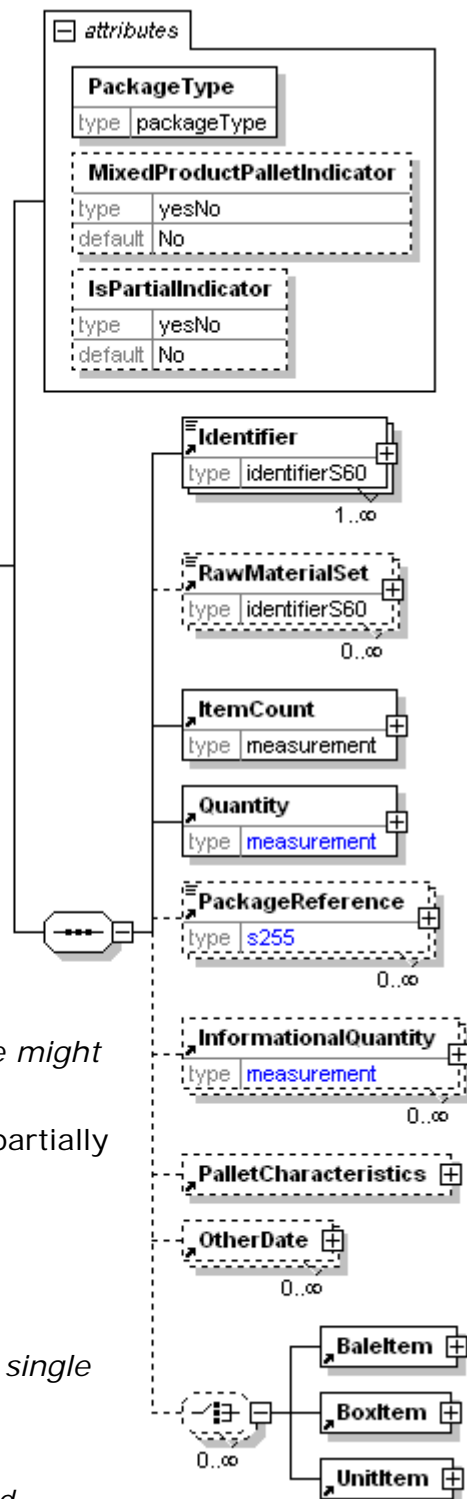 attributes
PackageType
type packageType
MixedProductPalletIndicator
type yesNo
default No
IsPartialIndicator
type yesNo
default No
Identifier
type identifierS60
1..∞
RawMaterialSet
type identifierS60
0..∞
ItemCount
type measurement
Quantity
type measurement
PackageReference
type s255
0..∞
e might
InformationalQuantity
type measurement
0..∞
partially
PalletCharacteristics
OtherDate
0..∞
single
BaleItem
BoxItem
0..∞
UnitItem